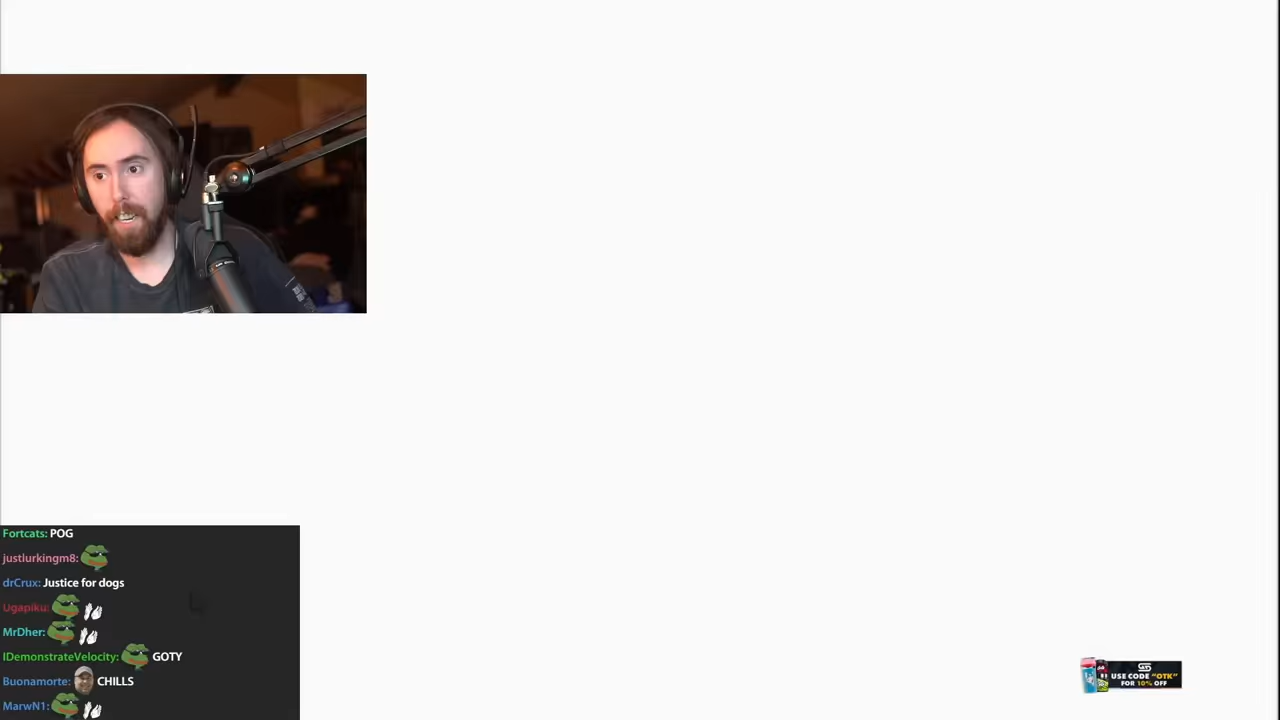 Fortcats: POG
justlurkingm8:
drCrux: Justice for dogs
Ugapiku:
MrDher:
IDemonstrateVelocity: GOTY
Buonamorte: CHILLS
MarwN1:
USE CODE "OTK"
FOR 10% OFF